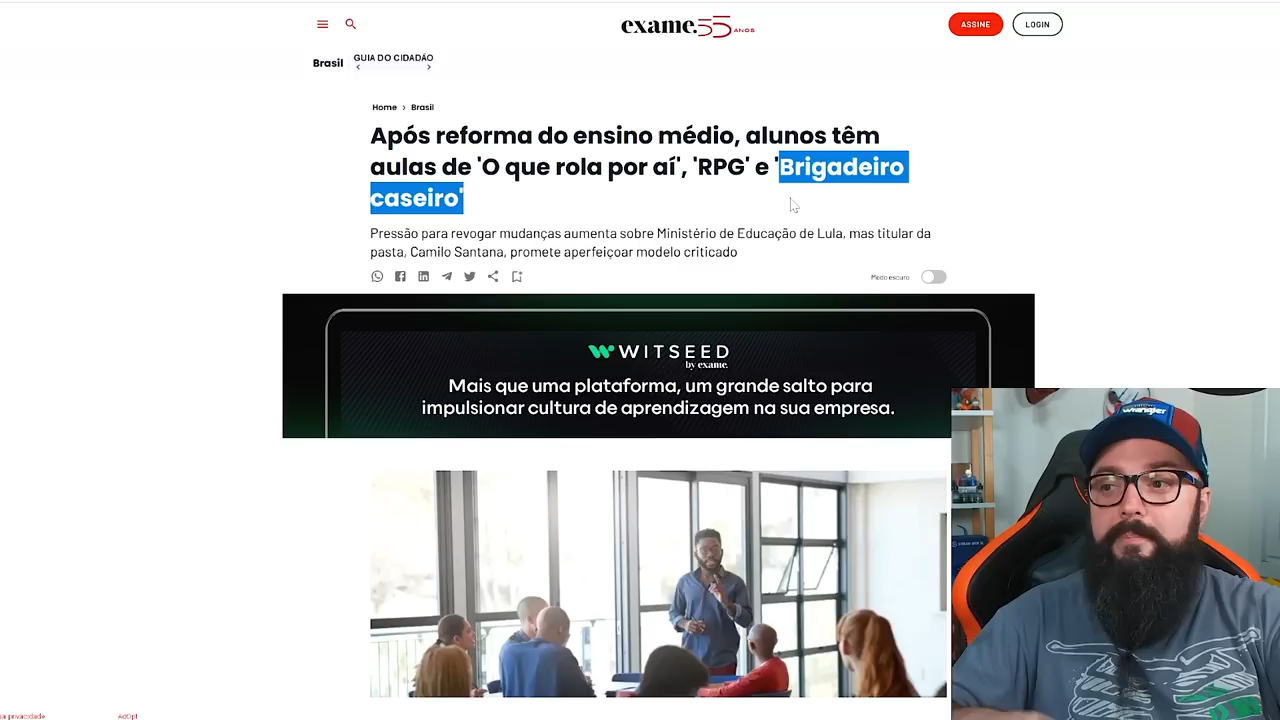 exame.55 ANOS
ASSINE
LOGIN
Brasil
GUIA DO CIDADÃO
Home › Brasil
Após reforma do ensino médio, alunos têm
aulas de 'O que rola por aí', 'RPG' e 'Brigadeiro
caseiro'
Pressão para revogar mudanças aumenta sobre Ministério de Educação de Lula, mas titular da
pasta, Camilo Santana, promete aperfeiçoar modelo criticado
Modo escuro
WITSEED
by exame.
Mais que uma plataforma, um grande salto para
impulsionar cultura de aprendizagem na sua empresa.
Wrangler
privacidade
AdOpt